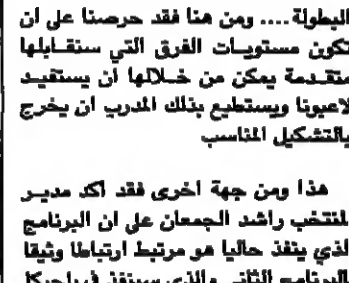 البطولة .... ومن هنا فقد حرصنا على ان
تكون مستويات الفرق التي سنقابلها
متقدمة يمكن من خلالها ان يستفيد
لاعبونا ويستطيع بذلك المدرب ان يخرج
بالتشكيل المناسب
هذا ومن جهة اخرى فقد اكد مدير
المنتخب راشد الجمعان على ان البرنامج
الذي ينفذ حاليا هو مرتبط ارتباطا وثيقا
بالبرنامج الثاني والذي سينفذ في